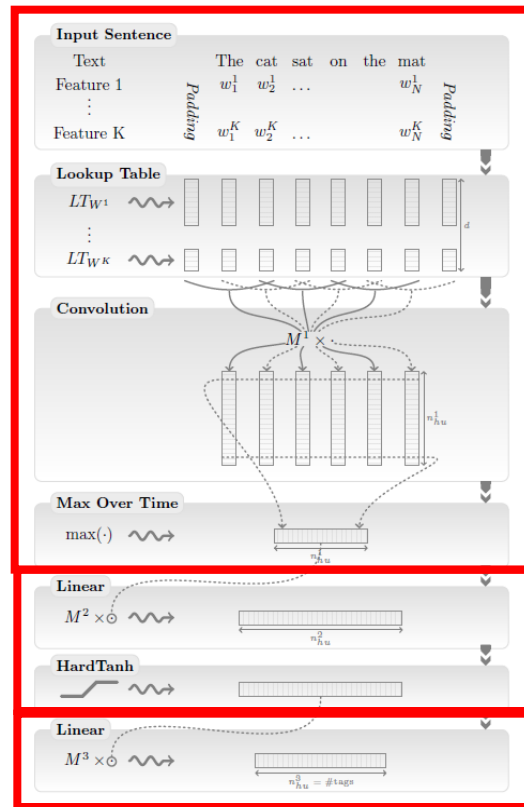 Input Sentence
Text The cat sat on the mat
Feature 1 w_1^1 w_2^1 ... w_N^1
⋮
Feature K w_1^K w_2^K ... w_N^K
Padding
Padding
Lookup Table
LT_{W^1}
⋮
LT_{W^K}
d
Convolution
M^1 × ·
n_{hu}^1
Max Over Time
max(·)
n_{hu}^1
Linear
M^2 × ⊙
n_{hu}^2
HardTanh
Linear
M^3 × ⊙
n_{hu}^3 = #tags